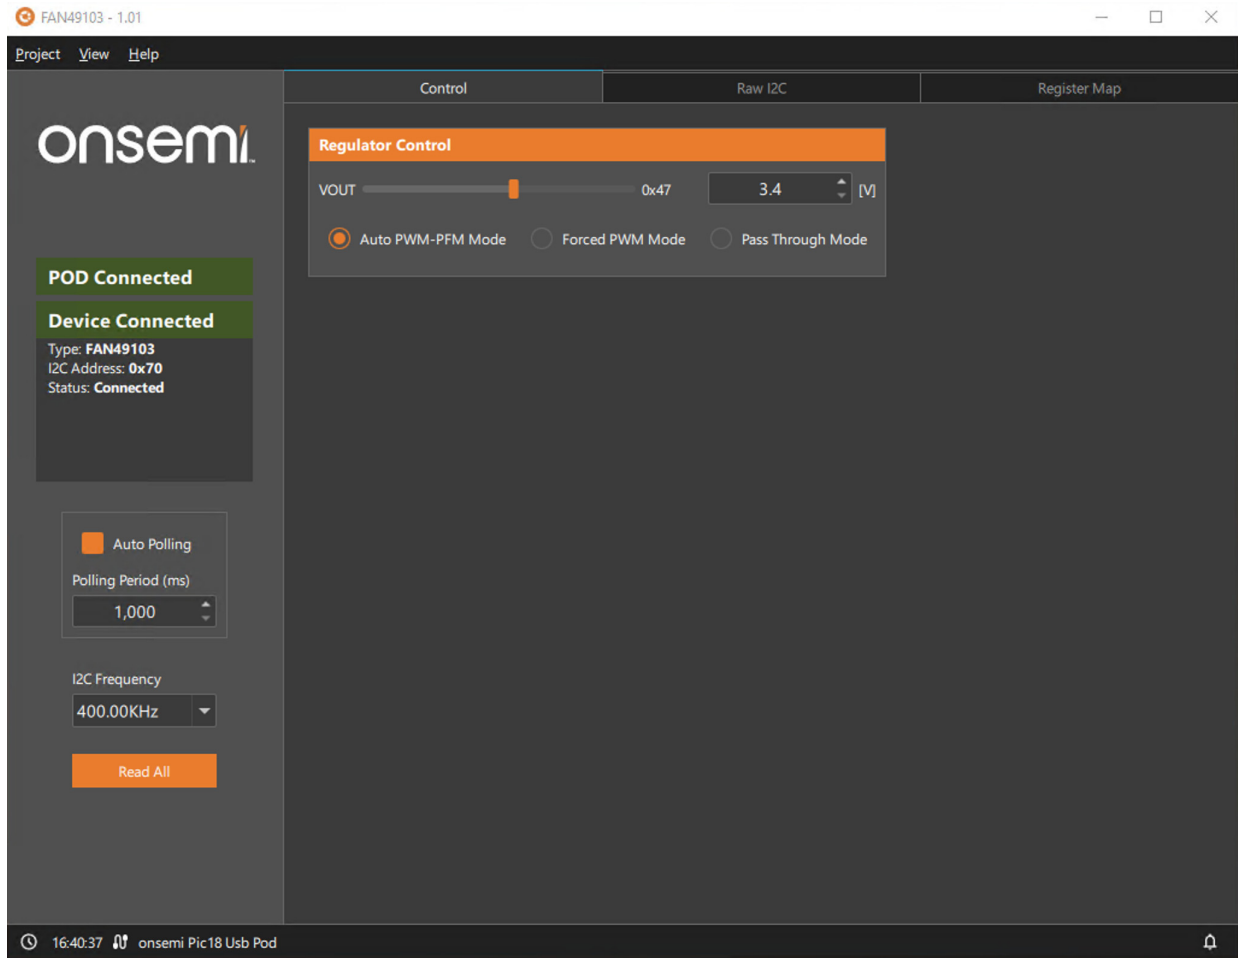 FAN49103 - 1.01
Project View Help
Control Raw I2C Register Map
onsemi™
Regulator Control
VOUT 0x47 3.4 [V]
Auto PWM-PFM Mode Forced PWM Mode Pass Through Mode
POD Connected
Device Connected
Type: FAN49103
I2C Address: 0x70
Status: Connected
Auto Polling
Polling Period (ms)
1,000
I2C Frequency
400.00KHz
Read All
16:40:37 onsemi Pic18 Usb Pod